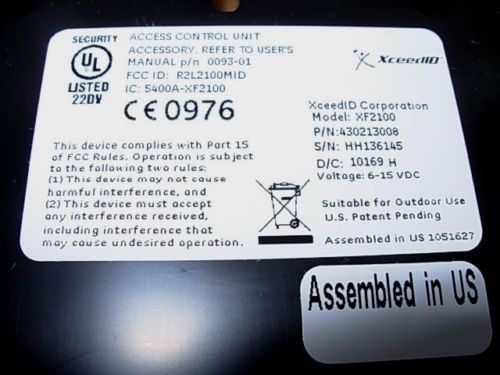 SECURITY
UL
LISTED
22DV
ACCESS CONTROL UNIT
ACCESSORY. REFER TO USER'S
MANUAL p/n 0093-01
FCC ID: R2L2100MID
IC: 5400A-XF2100
CE0976
XceedID
This device complies with Part 15
of FCC Rules. Operation is subject
to the following two rules:
(1) This device may not cause
harmful interference, and
(2) This device must accept
any interference received,
including interference that
may cause undesired operation.
XceedID Corporation
Model: XF2100
P/N:430213008
S/N: HH136145
D/C: 10169 H
Voltage: 6-15 VDC
Suitable for Outdoor Use
U.S. Patent Pending
Assembled in US 1051627
Assembled in US